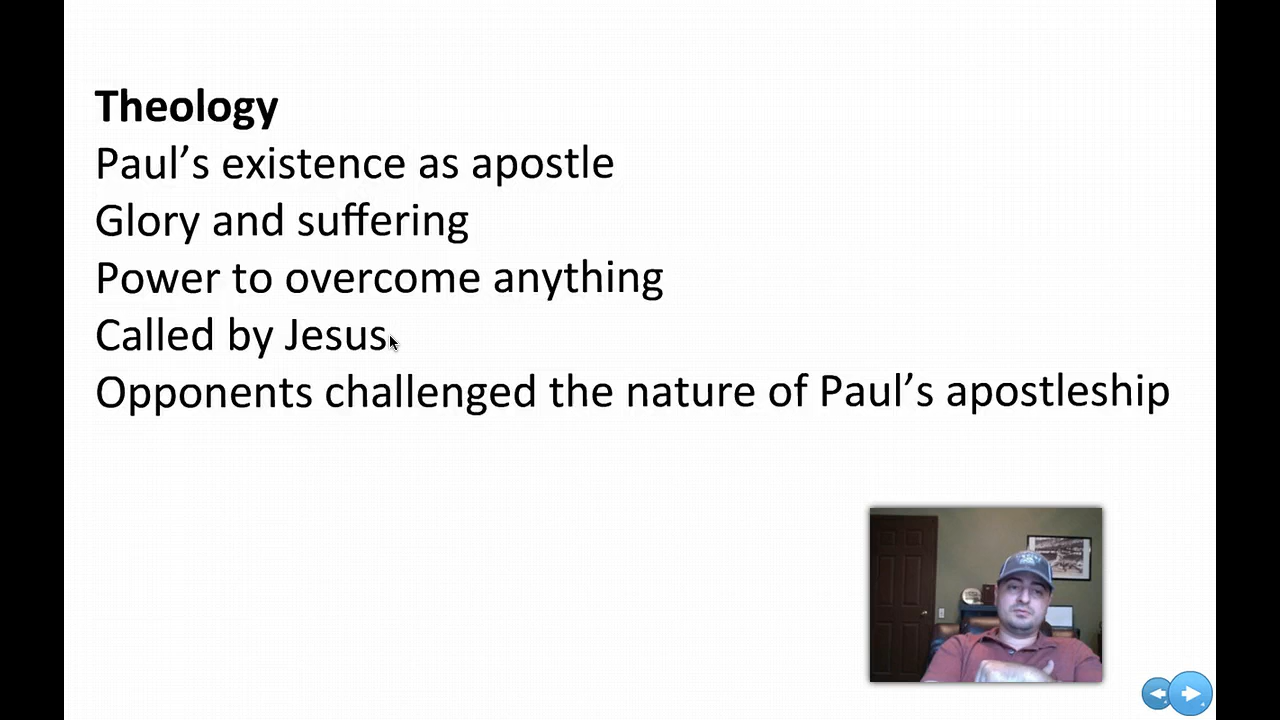 Theology
Paul’s existence as apostle
Glory and suffering
Power to overcome anything
Called by Jesus
Opponents challenged the nature of Paul’s apostleship